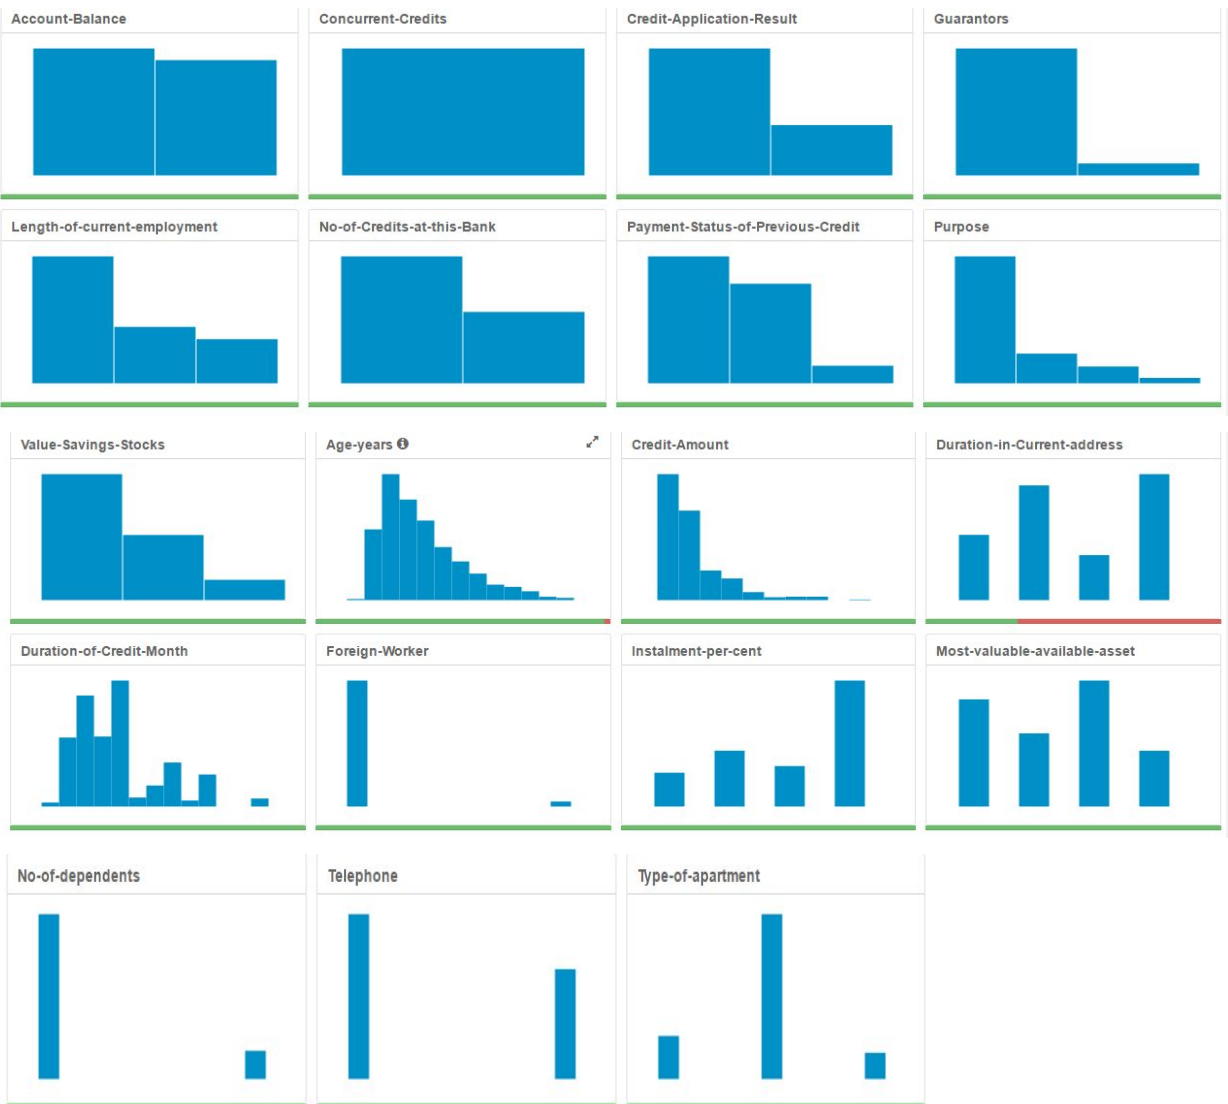 Account-Balance
Concurrent-Credits
Credit-Application-Result
Guarantors
Length-of-current-employment
No-of-Credits-at-this-Bank
Payment-Status-of-Previous-Credit
Purpose
Value-Savings-Stocks
Age-years
Credit-Amount
Duration-in-Current-address
Duration-of-Credit-Month
Foreign-Worker
Instalment-per-cent
Most-valuable-available-asset
No-of-dependents
Telephone
Type-of-apartment